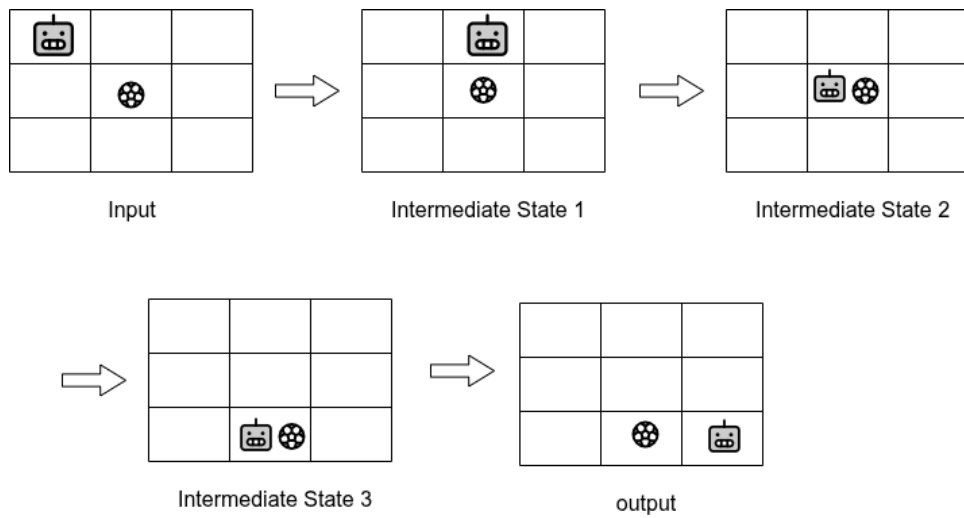 Input
Intermediate State 1
Intermediate State 2
Intermediate State 3
output